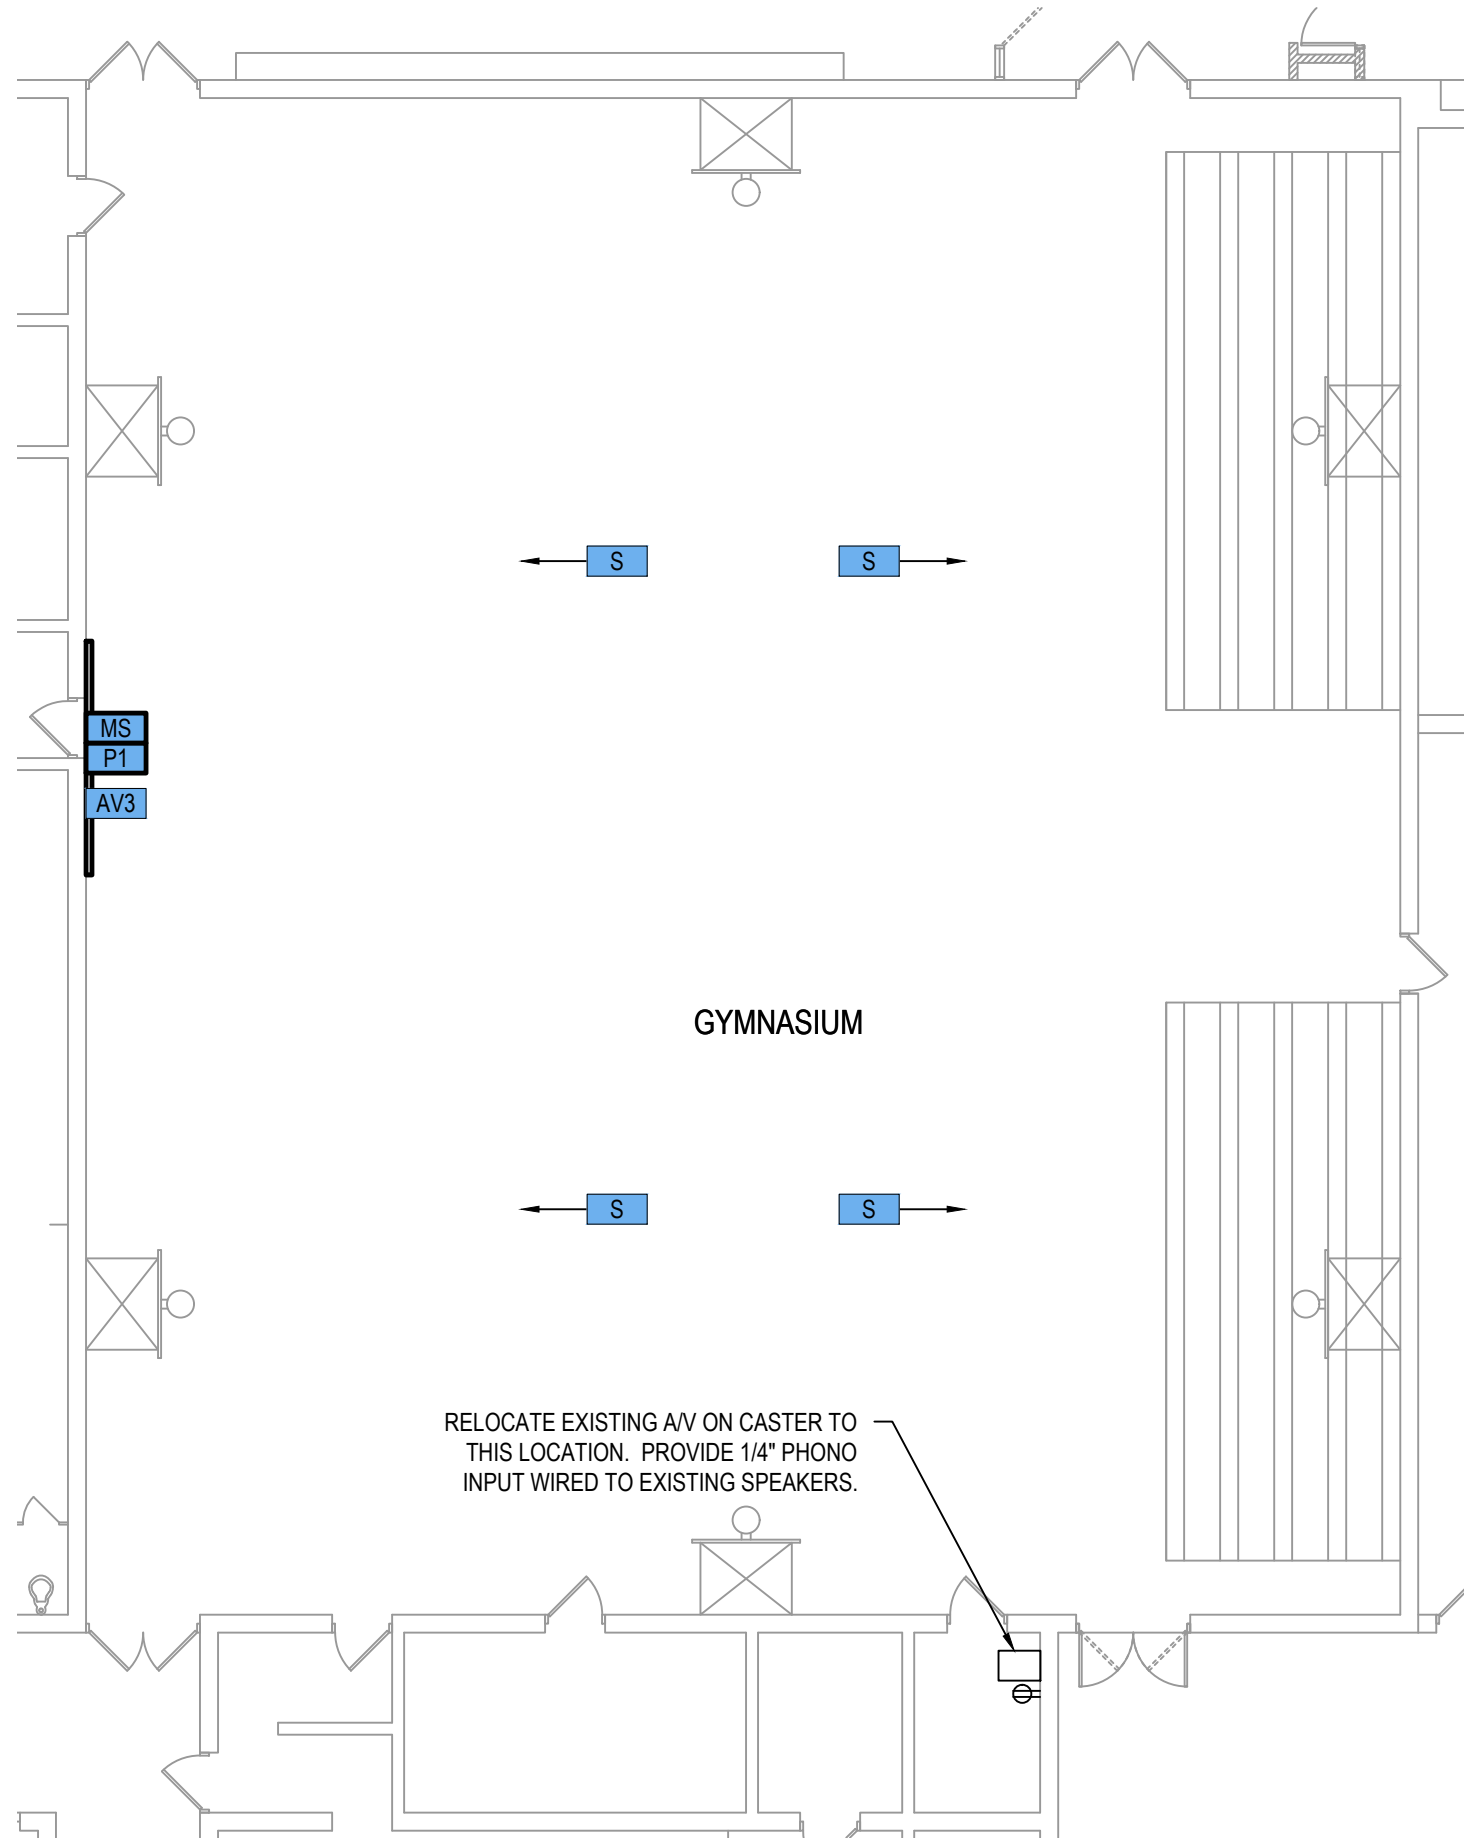 S
S
MS
P1
AV3
GYMNASIUM
S
S
RELOCATE EXISTING A/V ON CASTER TO
THIS LOCATION. PROVIDE 1/4" PHONO
INPUT WIRED TO EXISTING SPEAKERS.